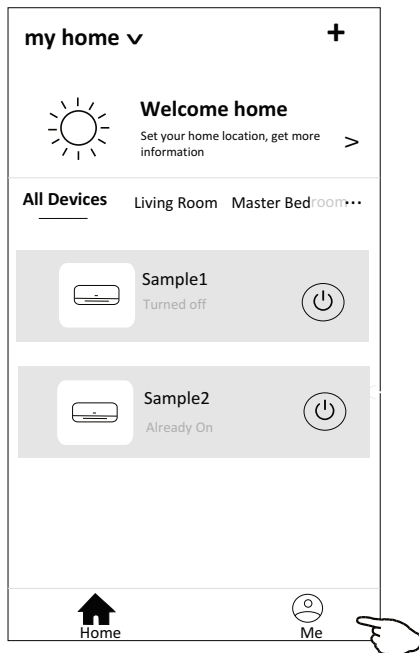 my home
Welcome home
Set your home location, get more
information
All Devices Living Room Master Bedroom...
Sample1
Turned off
Sample2
Already On
Home Me